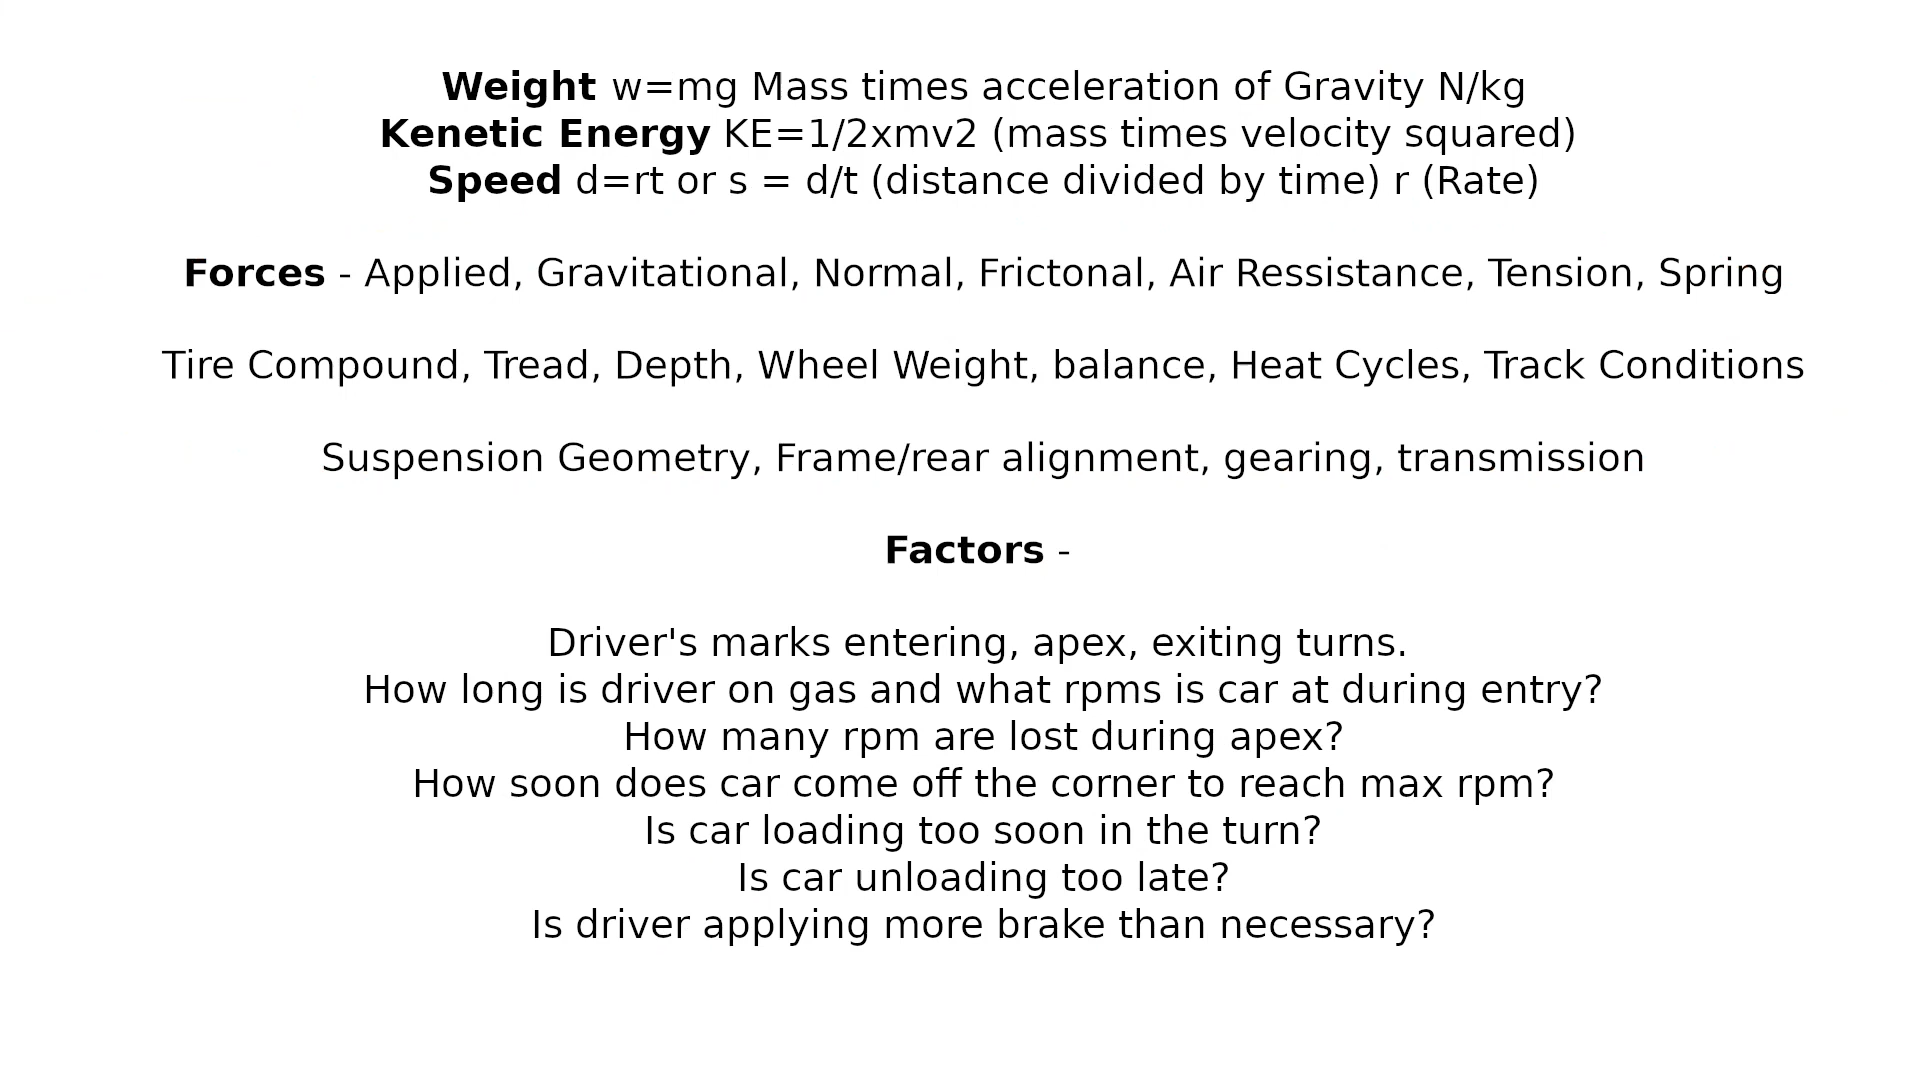 Weight w=mg Mass times acceleration of Gravity N/kg
Kenetic Energy KE=1/2xmv2 (mass times velocity squared)
Speed d=rt or s = d/t (distance divided by time) r (Rate)
Forces - Applied, Gravitational, Normal, Frictonal, Air Ressistance, Tension, Spring
Tire Compound, Tread, Depth, Wheel Weight, balance, Heat Cycles, Track Conditions
Suspension Geometry, Frame/rear alignment, gearing, transmission
Factors -
Driver's marks entering, apex, exiting turns.
How long is driver on gas and what rpms is car at during entry?
How many rpm are lost during apex?
How soon does car come off the corner to reach max rpm?
Is car loading too soon in the turn?
Is car unloading too late?
Is driver applying more brake than necessary?